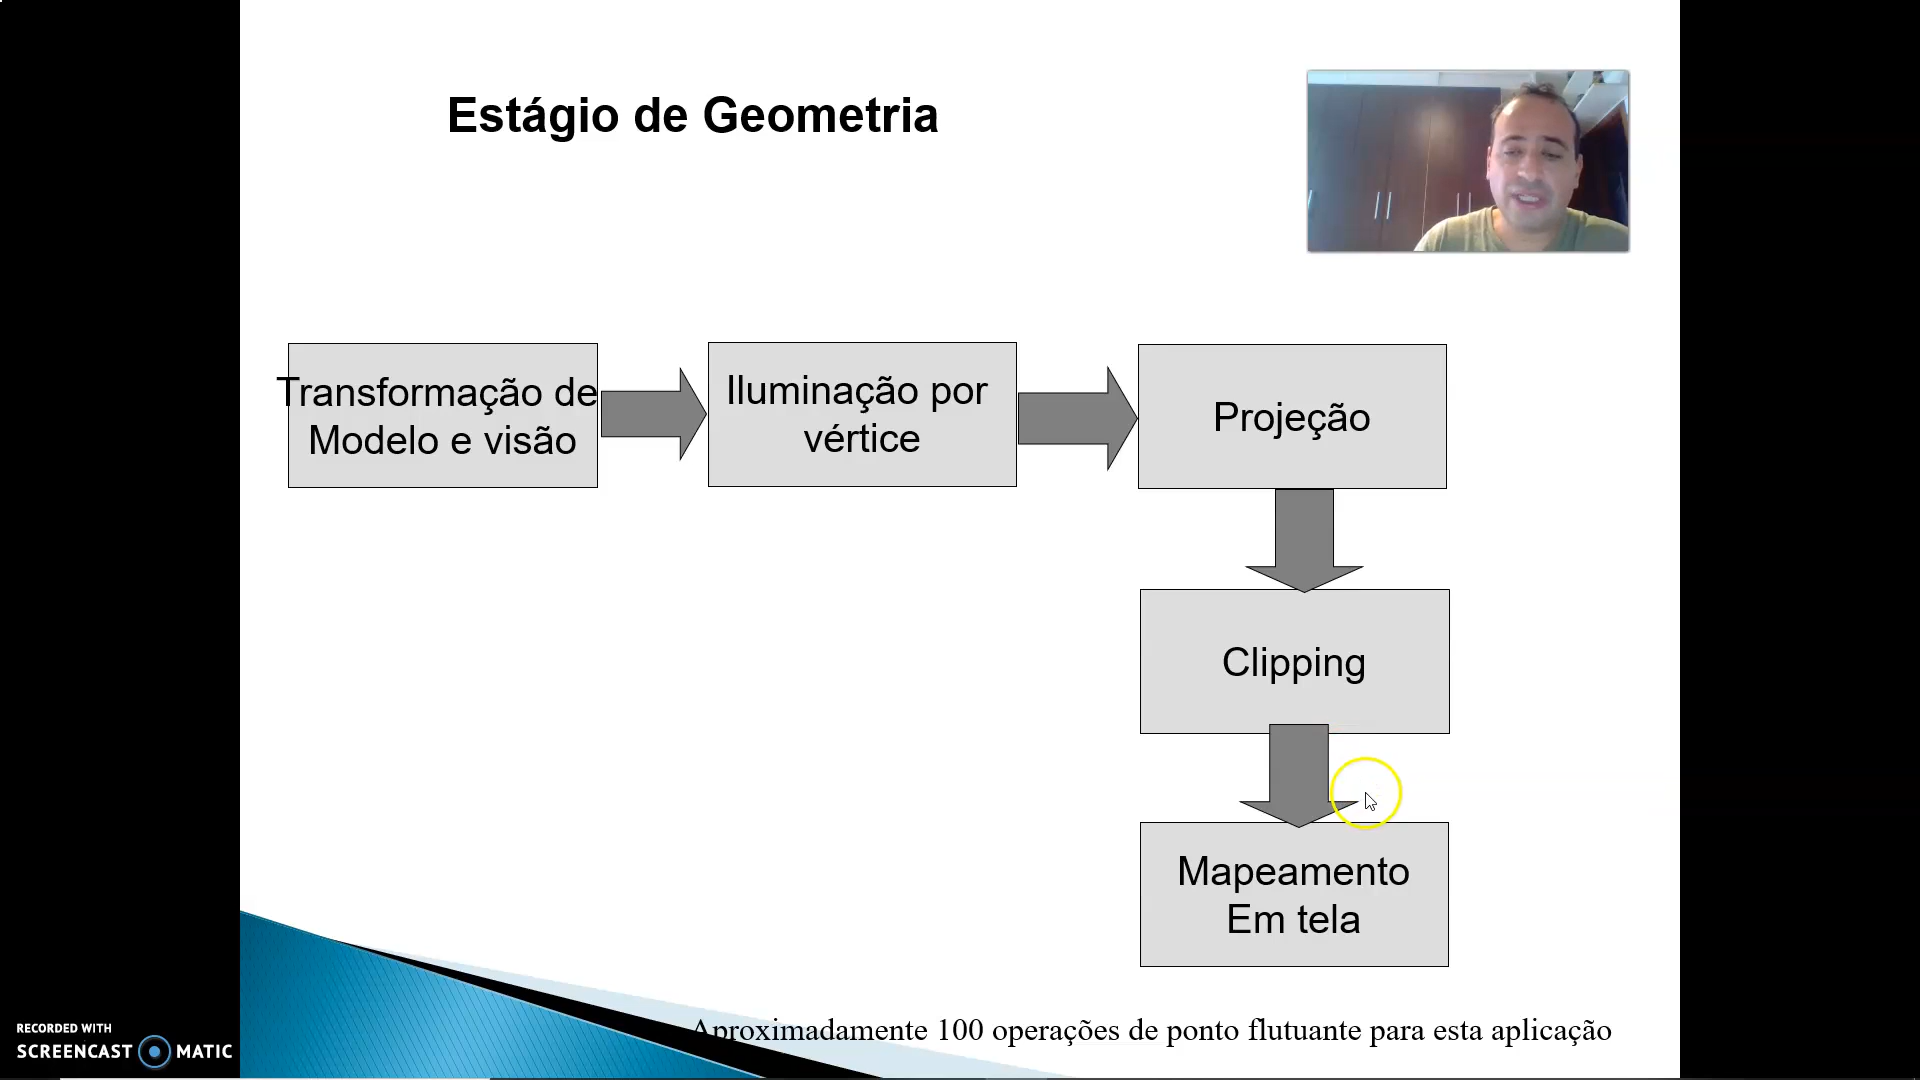 Estágio de Geometria
Transformação de
Modelo e visão
Iluminação por
vértice
Projeção
Clipping
Mapeamento
Em tela
Aproximadamente 100 operações de ponto flutuante para esta aplicação
RECORDED WITH
SCREENCAST MATIC